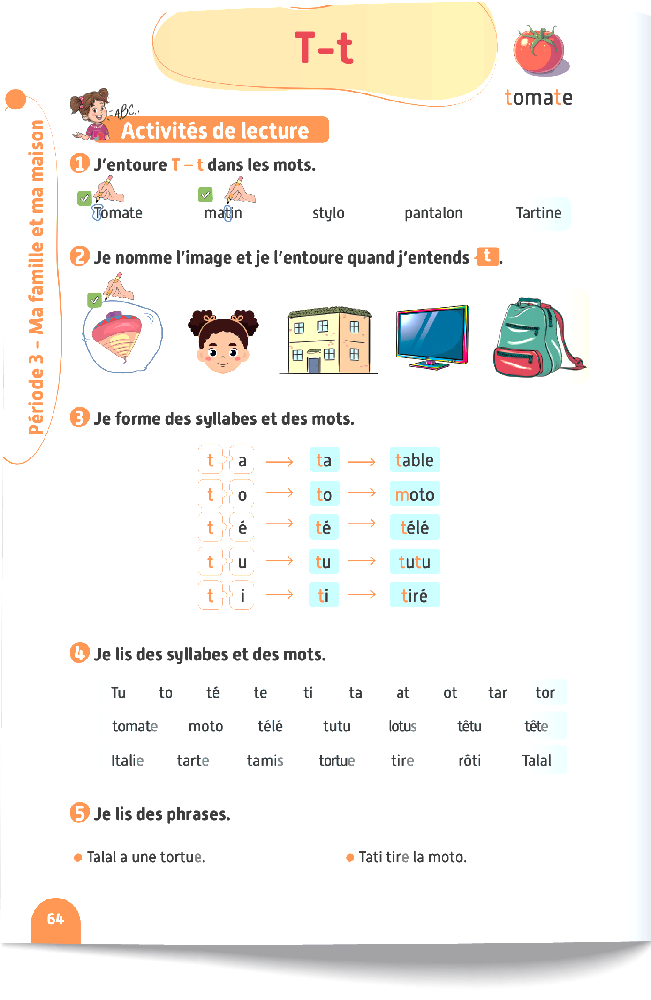 T-t
tomate
A.B.C..
Activités de lecture
Période 3 – Ma famille et ma maison
1 J'entoure T – t dans les mots.
Tomate matin stylo pantalon Tartine
2 Je nomme l'image et je l'entoure quand j'entends t.
3 Je forme des syllabes et des mots.
t a ta table
t o to moto
t é té télé
t u tu tutu
t i ti tiré
4 Je lis des syllabes et des mots.
Tu to té te ti ta at ot tar tor
tomate moto télé tutu lotus têtu tête
Italie tarte tamis tortue tire rôti Talal
5 Je lis des phrases.
Talal a une tortue. Tati tire la moto.
64